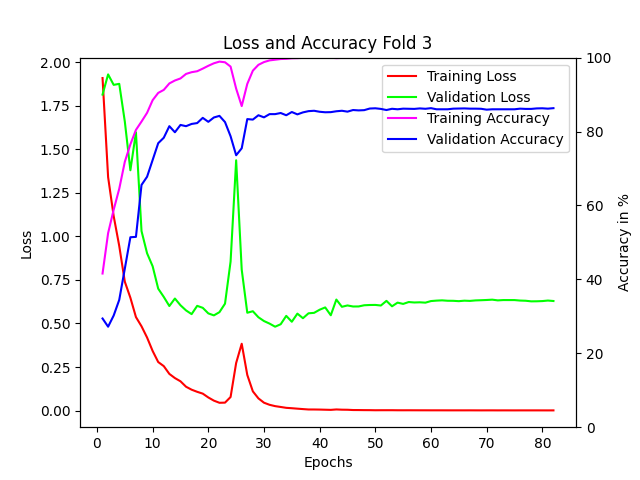 Loss and Accuracy Fold 3
Training Loss
Validation Loss
Training Accuracy
Validation Accuracy
Loss
2.00
1.75
1.50
1.25
1.00
0.75
0.50
0.25
0.00
100
80
60
40
20
0
Accuracy in %
0 10 20 30 40 50 60 70 80
Epochs